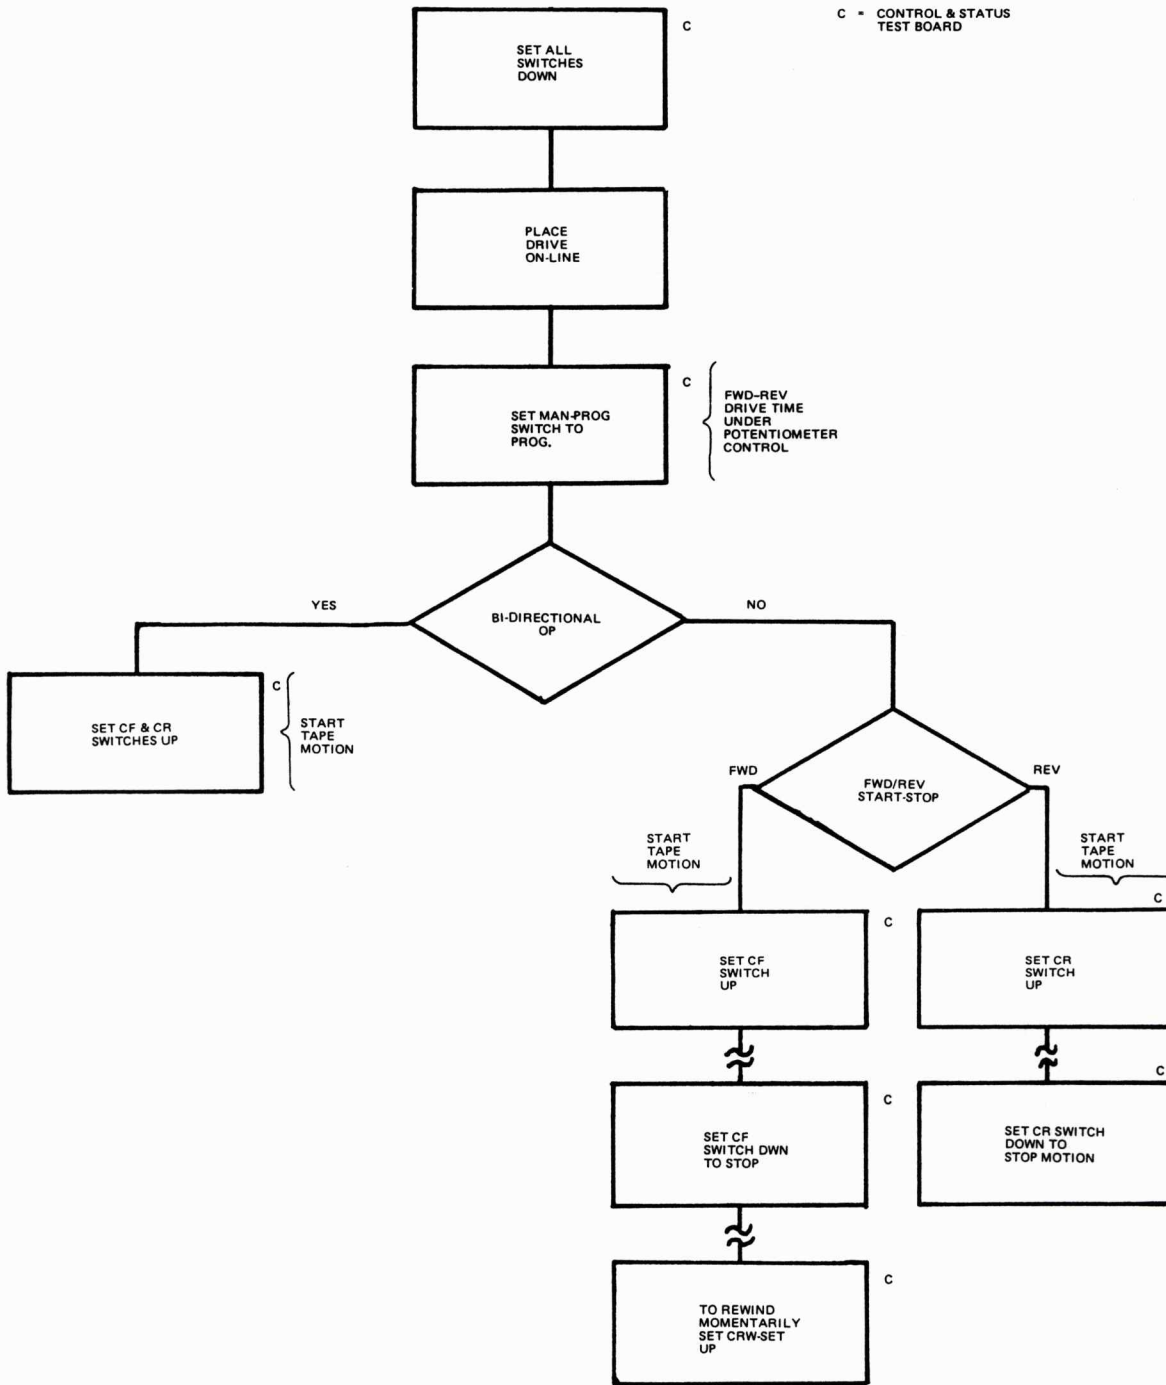 C = CONTROL & STATUS
TEST BOARD
C
SET ALL
SWITCHES
DOWN
PLACE
DRIVE
ON-LINE
C
SET MAN-PROG
SWITCH TO
PROG.
FWD-REV
DRIVE TIME
UNDER
POTENTIOMETER
CONTROL
BI-DIRECTIONAL
OP
YES
NO
C
SET CF & CR
SWITCHES UP
START
TAPE
MOTION
FWD/REV
START-STOP
FWD
REV
START
TAPE
MOTION
START
TAPE
MOTION
C
SET CF
SWITCH
UP
C
SET CR
SWITCH
UP
C
SET CF
SWITCH DWN
TO STOP
C
SET CR SWITCH
DOWN TO
STOP MOTION
C
TO REWIND
MOMENTARILY
SET CRW-SET
UP